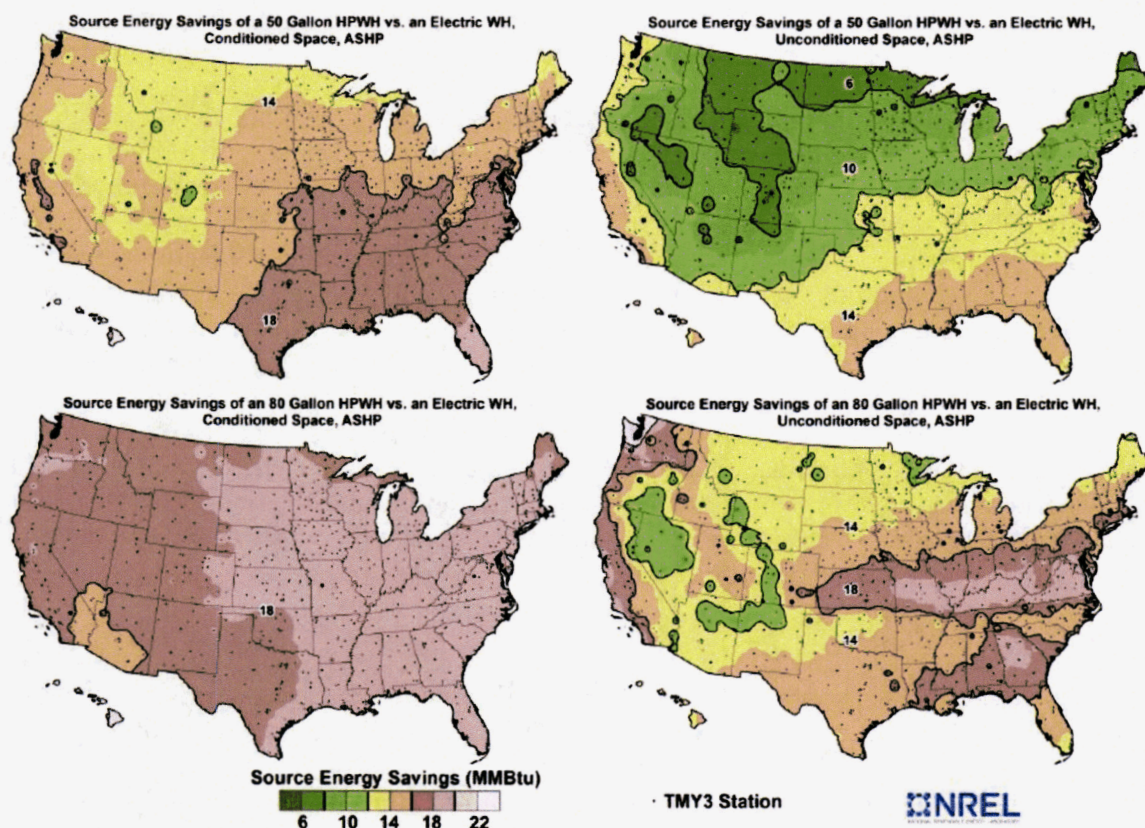 Source Energy Savings of a 50 Gallon HPWH vs. an Electric WH,
Conditioned Space, ASHP
14
18
Source Energy Savings of a 50 Gallon HPWH vs. an Electric WH,
Unconditioned Space, ASHP
6
10
14
Source Energy Savings of an 80 Gallon HPWH vs. an Electric WH,
Conditioned Space, ASHP
18
Source Energy Savings of an 80 Gallon HPWH vs. an Electric WH,
Unconditioned Space, ASHP
14
18
14
Source Energy Savings (MMBtu)
6 10 14 18 22
· TMY3 Station
NREL